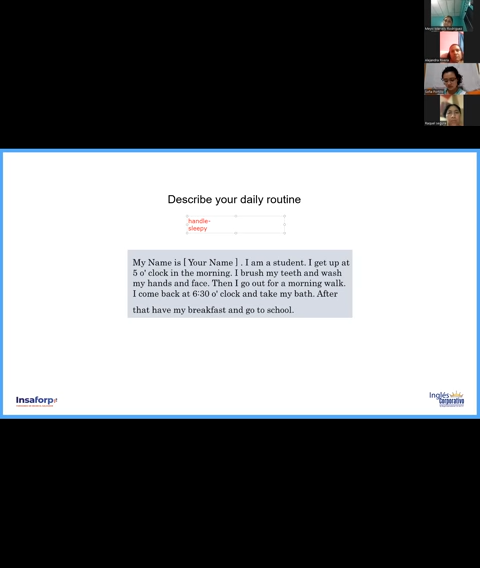 Describe your daily routine
handle-
sleepy
My Name is [ Your Name ] . I am a student. I get up at
5 o' clock in the morning. I brush my teeth and wash
my hands and face. Then I go out for a morning walk.
I come back at 6:30 o' clock and take my bath. After
that have my breakfast and go to school.
Insaforp
Inglés
Corporativo